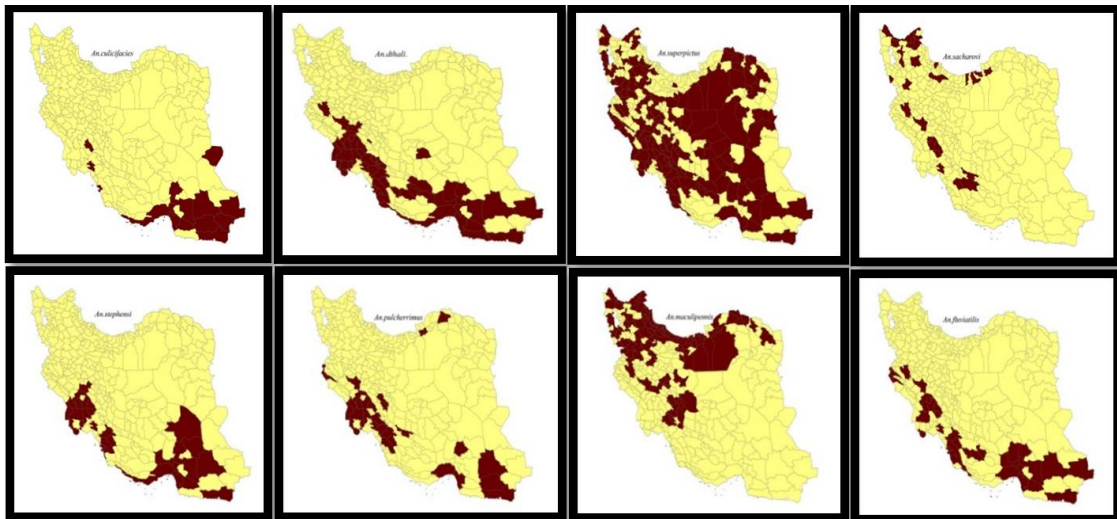 An.culicifacies
An.dthali.
An.superpictus
An.sacharovi
An.stephensi
An.pulcherrimus
An.maculipennis
An.fluviatilis